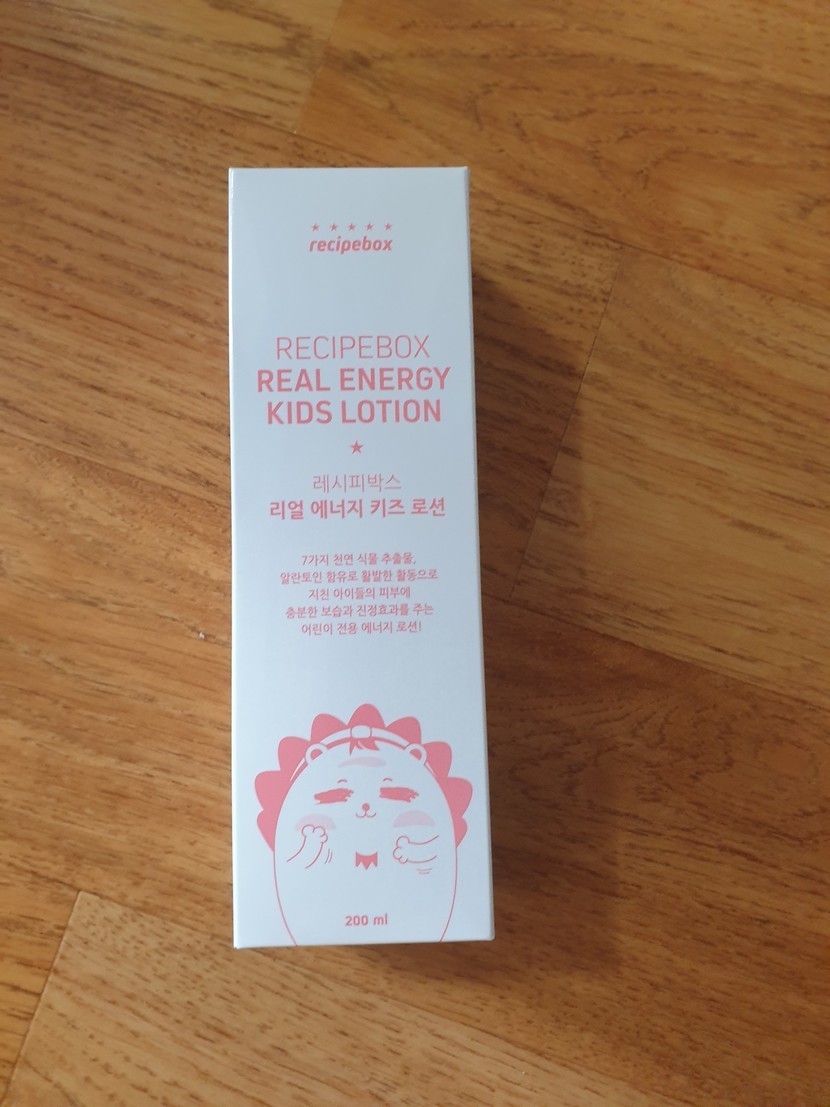 recipebox
RECIPEBOX
REAL ENERGY
KIDS LOTION
레시피박스
리얼 에너지 키즈 로션
7가지 천연 식물 추출물,
알란토인 함유로 활발한 활동으로
지친 아이들의 피부에
충분한 보습과 진정효과를 주는
어린이 전용 에너지 로션!
200 ml